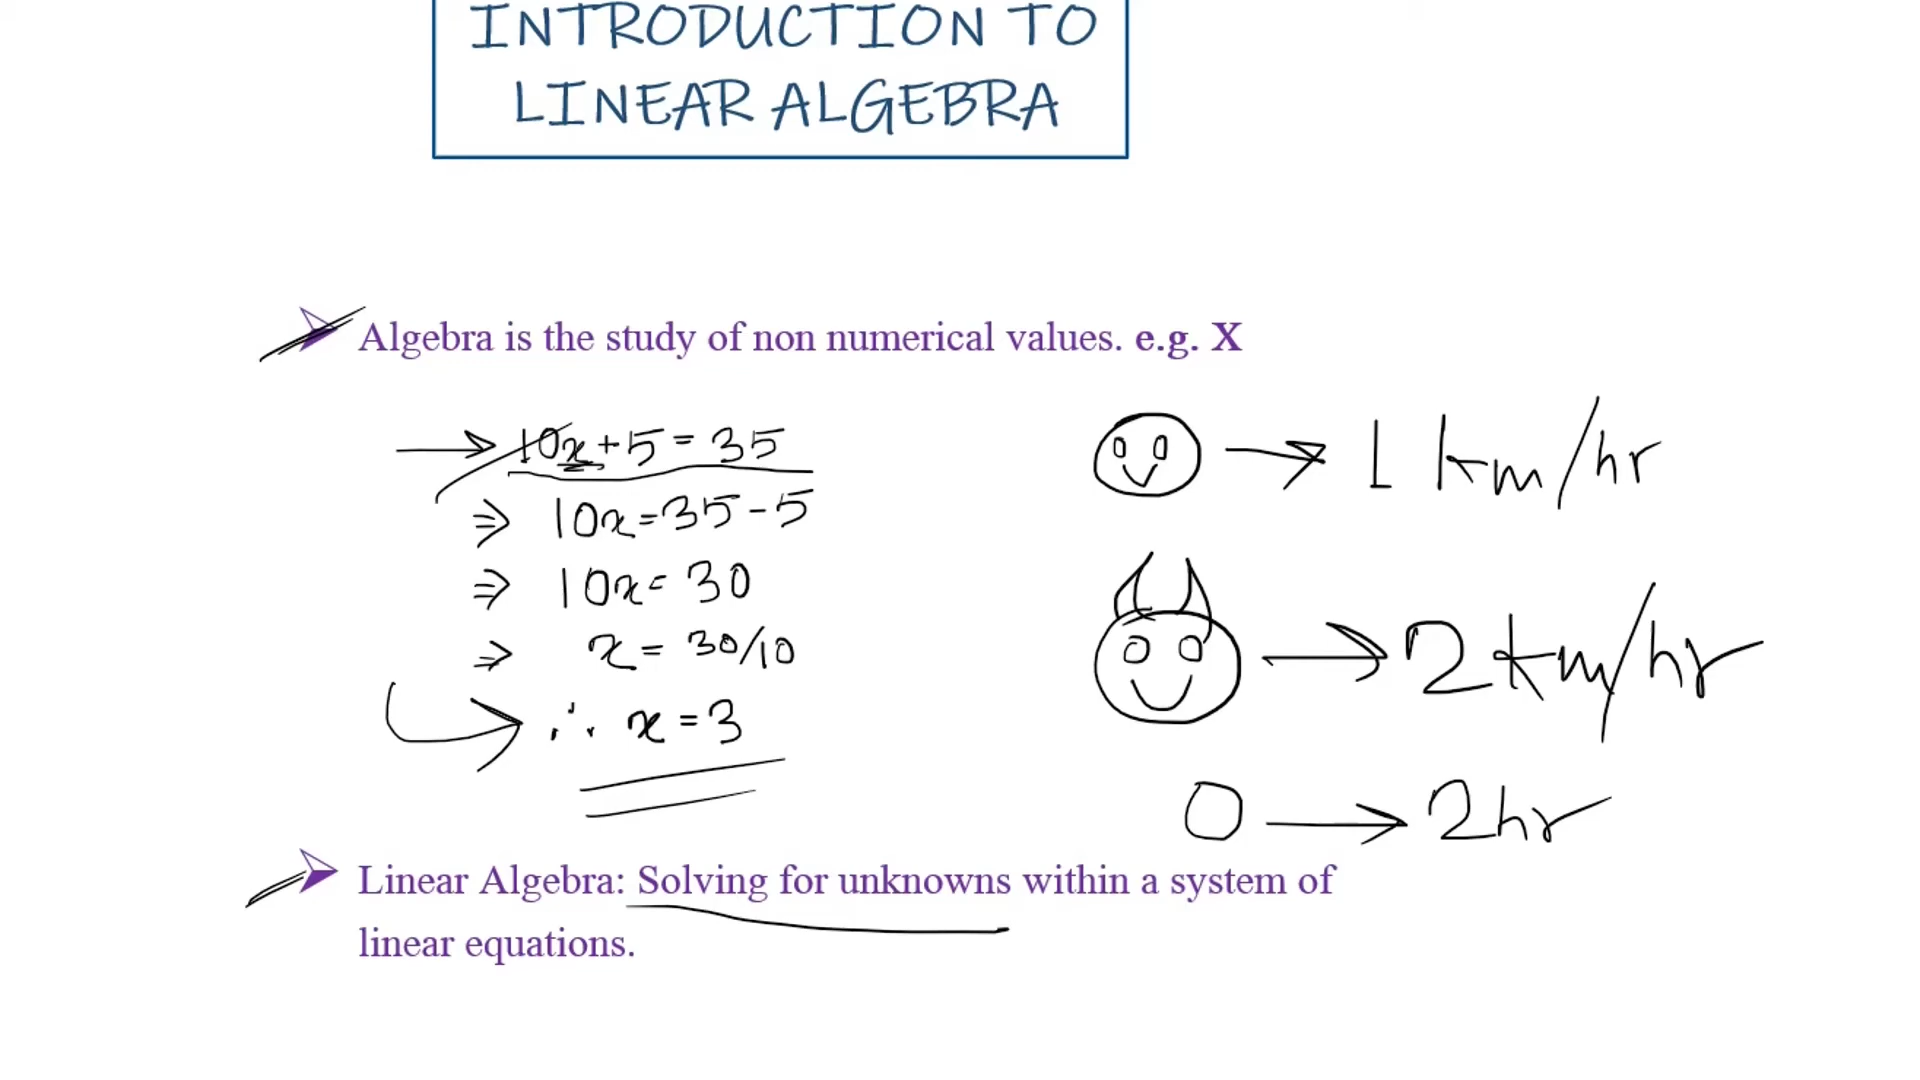 INTRODUCTION TO
LINEAR ALGEBRA
Algebra is the study of non numerical values. e.g. X
10x+5=35
⇒ 10x=35-5
⇒ 10x=30
⇒ x=30/10
∴ x=3
→ 1 km/hr
→ 2 km/hr
→ 2hr
Linear Algebra: Solving for unknowns within a system of
linear equations.